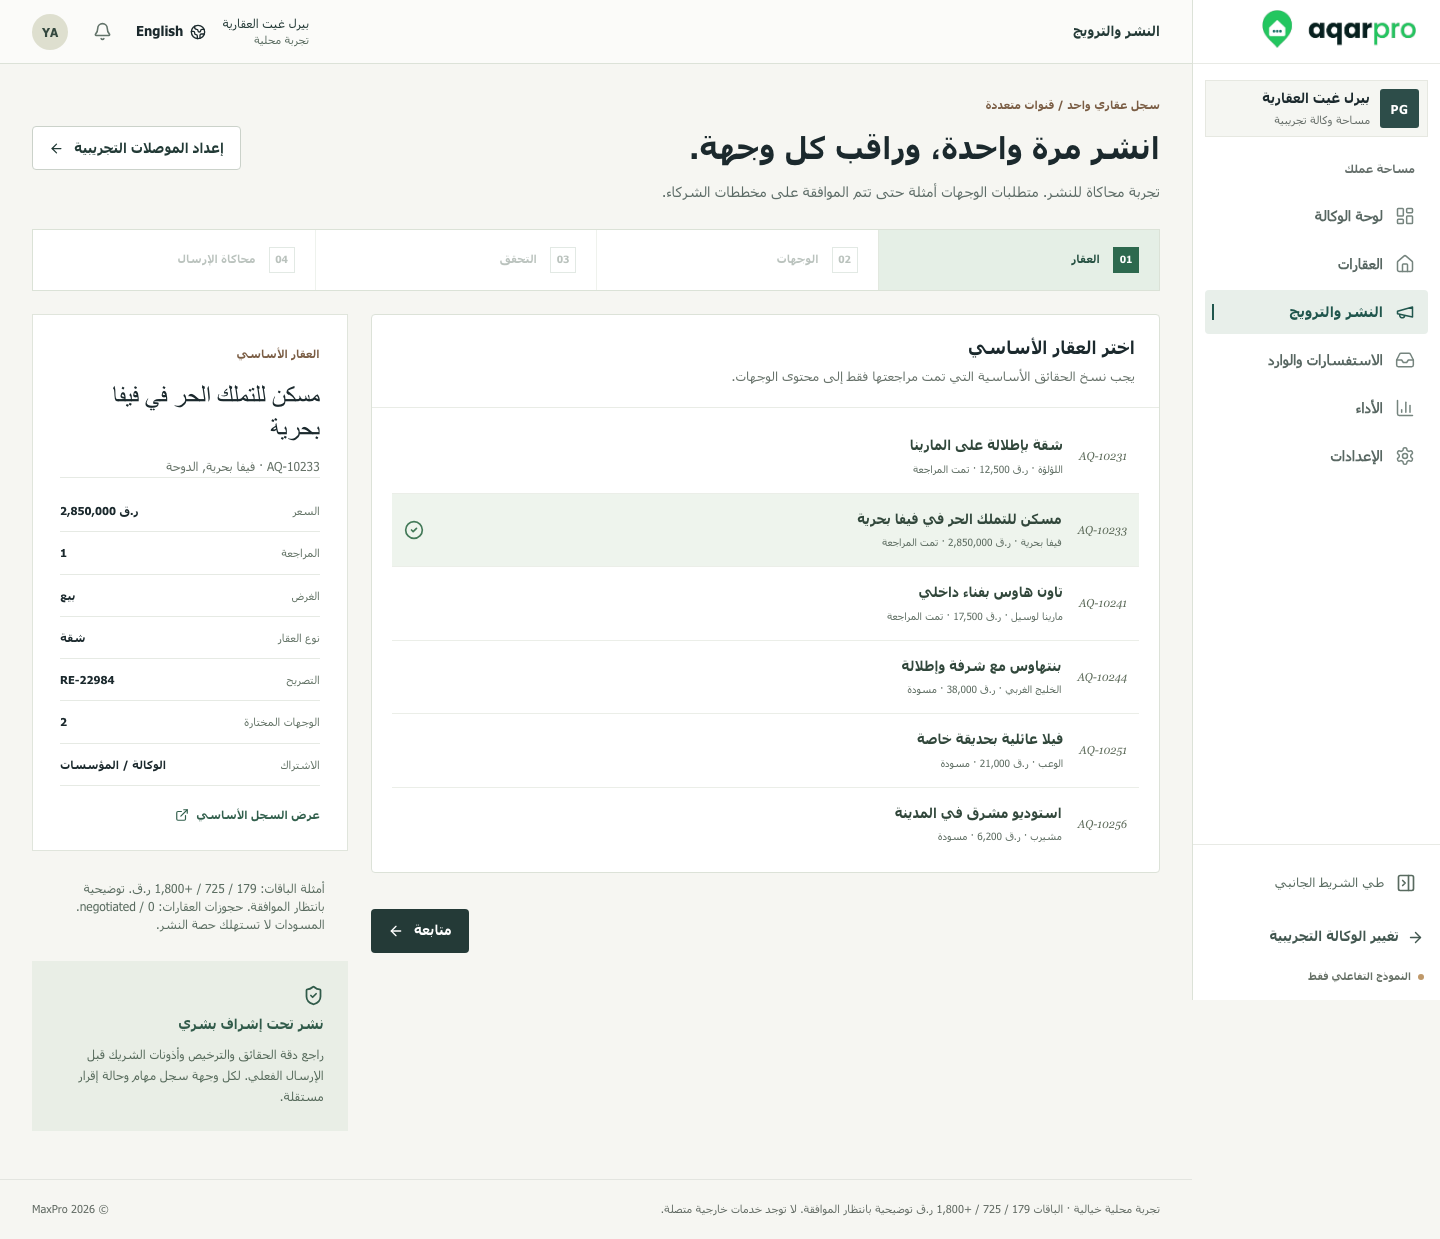 aqarpro
النشر والترويج
بيرل غيت العقارية
تجربة محلية
English
YA
PG
بيرل غيت العقارية
مساحة وكالة تجريبية
مساحة عملك
لوحة الوكالة
العقارات
النشر والترويج
الاستفسارات والوارد
الأداء
الإعدادات
طي الشريط الجانبي
تغيير الوكالة التجريبية
النموذج التفاعلي فقط
سجل عقاري واحد / قنوات متعددة
انشر مرة واحدة، وراقب كل وجهة.
تجربة محاكاة للنشر. متطلبات الوجهات أمثلة حتى تتم الموافقة على مخططات الشركاء.
إعداد الموصلات التجريبية
01 العقار
02 الوجهات
03 التحقق
04 محاكاة الإرسال
اختر العقار الأساسي
يجب نسخ الحقائق الأساسية التي تمت مراجعتها فقط إلى محتوى الوجهات.
AQ-10231
شقة بإطلالة على المارينا
اللؤلؤة · ر.ق 12,500 · تمت المراجعة
AQ-10233
مسكن للتملك الحر في فيفا بحرية
فيفا بحرية · ر.ق 2,850,000 · تمت المراجعة
AQ-10241
تاون هاوس بفناء داخلي
مارينا لوسيل · ر.ق 17,500 · تمت المراجعة
AQ-10244
بنتهاوس مع شرفة وإطلالة
الخليج الغربي · ر.ق 38,000 · مسودة
AQ-10251
فيلا عائلية بحديقة خاصة
الوعب · ر.ق 21,000 · مسودة
AQ-10256
استوديو مشرق في المدينة
مشيرب · ر.ق 6,200 · مسودة
متابعة
العقار الأساسي
مسكن للتملك الحر في فيفا
بحرية
AQ-10233 · فيفا بحرية, الدوحة
السعر ر.ق 2,850,000
المراجعة 1
الغرض بيع
نوع العقار شقة
التصريح RE-22984
الوجهات المختارة 2
الاشتراك الوكالة / المؤسسات
عرض السجل الأساسي
أمثلة الباقات: 179 / 725 / +1,800 ر.ق. توضيحية
بانتظار الموافقة. حجوزات العقارات: 0 / negotiated.
المسودات لا تستهلك حصة النشر.
نشر تحت إشراف بشري
راجع دقة الحقائق والترخيص وأذونات الشريك قبل
الإرسال الفعلي. لكل وجهة سجل مهام وحالة إقرار
مستقلة.
تجربة محلية خيالية · الباقات 179 / 725 / +1,800 ر.ق توضيحية بانتظار الموافقة. لا توجد خدمات خارجية متصلة.
© 2026 MaxPro